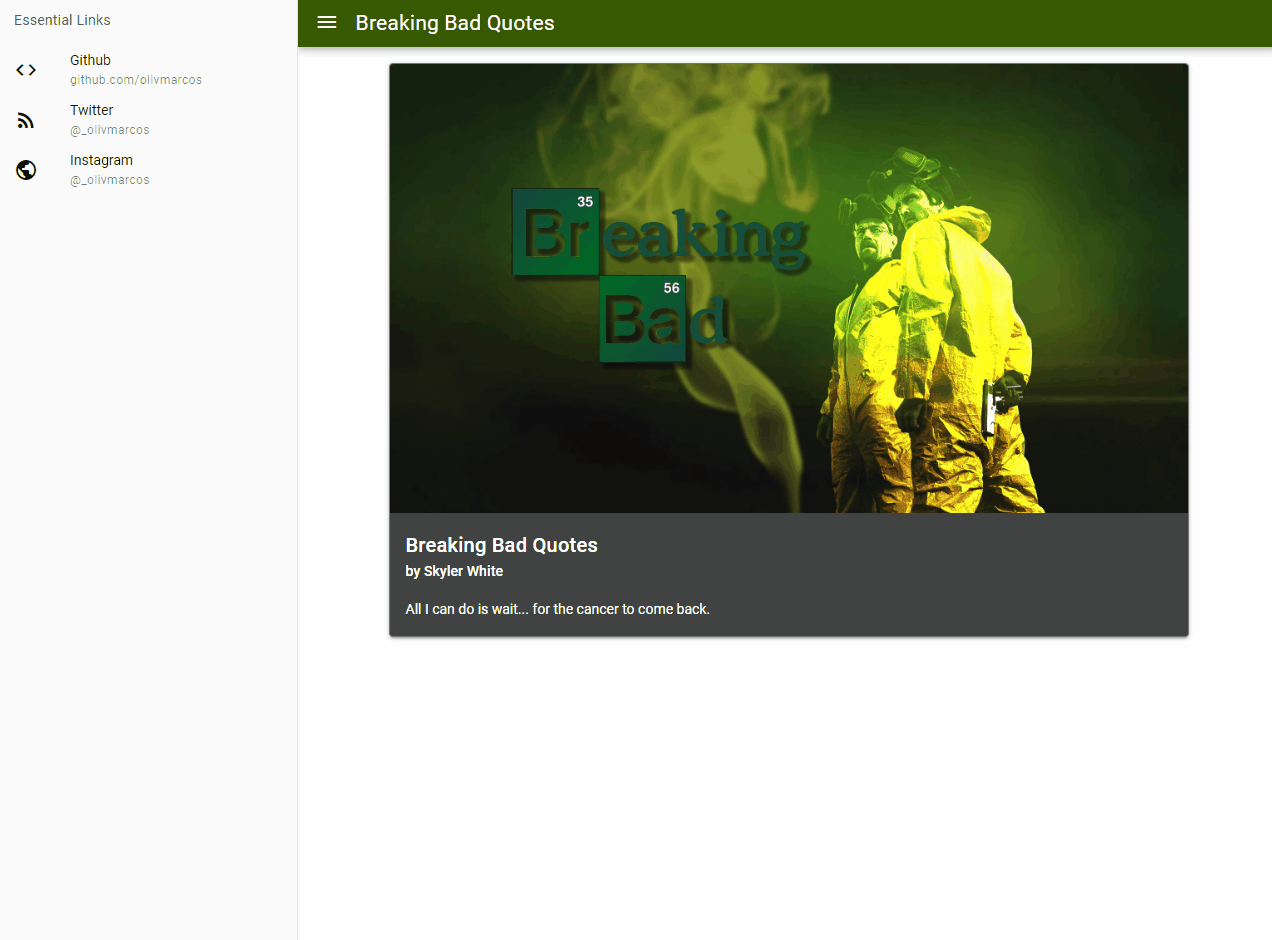 Essential Links
Github
github.com/olivmarcos
Twitter
@_olivmarcos
Instagram
@_olivmarcos
Breaking Bad Quotes
35
Breaking
56
Bad
Breaking Bad Quotes
by Skyler White
All I can do is wait... for the cancer to come back.